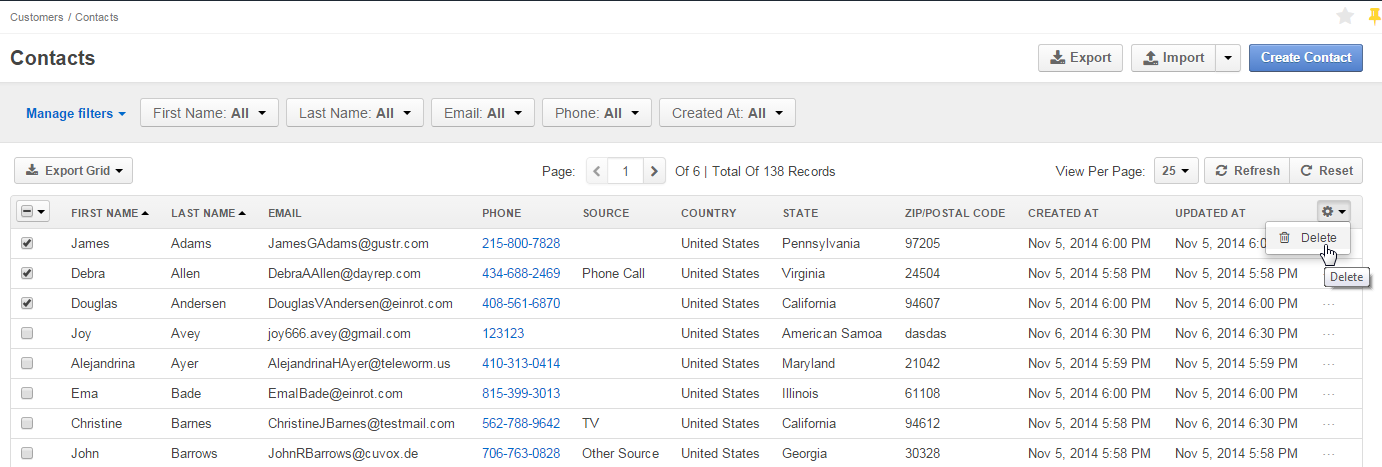 Customers / Contacts
Contacts
Export Import Create Contact
Manage filters First Name: All Last Name: All Email: All Phone: All Created At: All
Export Grid Page: 1 Of 6 | Total Of 138 Records View Per Page: 25 Refresh Reset
FIRST NAME LAST NAME EMAIL PHONE SOURCE COUNTRY STATE ZIP/POSTAL CODE CREATED AT UPDATED AT
James Adams JamesGAdams@gustr.com 215-800-7828 United States Pennsylvania 97205 Nov 5, 2014 6:00 PM Nov 5, 2014 6:0
Delete
Debra Allen DebraAAllen@dayrep.com 434-688-2469 Phone Call United States Virginia 24504 Nov 5, 2014 5:58 PM Nov 5, 2014 5:58 PM
Delete
Douglas Andersen DouglasVAndersen@einrot.com 408-561-6870 United States California 94607 Nov 5, 2014 6:00 PM Nov 5, 2014 6:00 PM ...
Joy Avey joy666.avey@gmail.com 123123 United States American Samoa dasdas Nov 6, 2014 6:30 PM Nov 6, 2014 6:30 PM ...
Alejandrina Ayer AlejandrinaHAyer@teleworm.us 410-313-0414 United States Maryland 21042 Nov 5, 2014 5:59 PM Nov 5, 2014 5:59 PM ...
Ema Bade EmalBade@einrot.com 815-399-3013 United States Illinois 61108 Nov 5, 2014 6:00 PM Nov 5, 2014 6:00 PM ...
Christine Barnes ChristineJBarnes@testmail.com 562-788-9642 TV United States California 94612 Nov 5, 2014 5:58 PM Nov 6, 2014 6:30 PM ...
John Barrows JohnRBarrows@cuvox.de 706-763-0828 Other Source United States Georgia 30328 Nov 5, 2014 5:58 PM Nov 5, 2014 5:58 PM ...